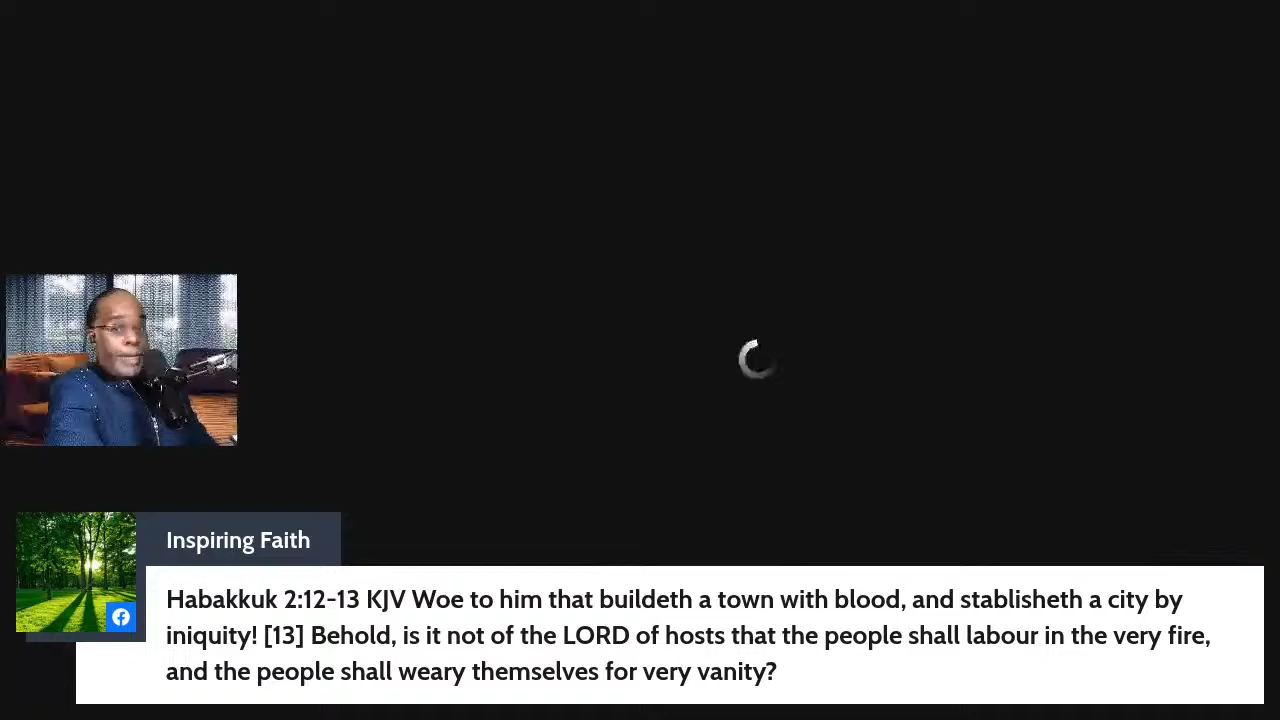 Inspiring Faith
Habakkuk 2:12-13 KJV Woe to him that buildeth a town with blood, and stablisheth a city by
iniquity! [13] Behold, is it not of the LORD of hosts that the people shall labour in the very fire,
and the people shall weary themselves for very vanity?